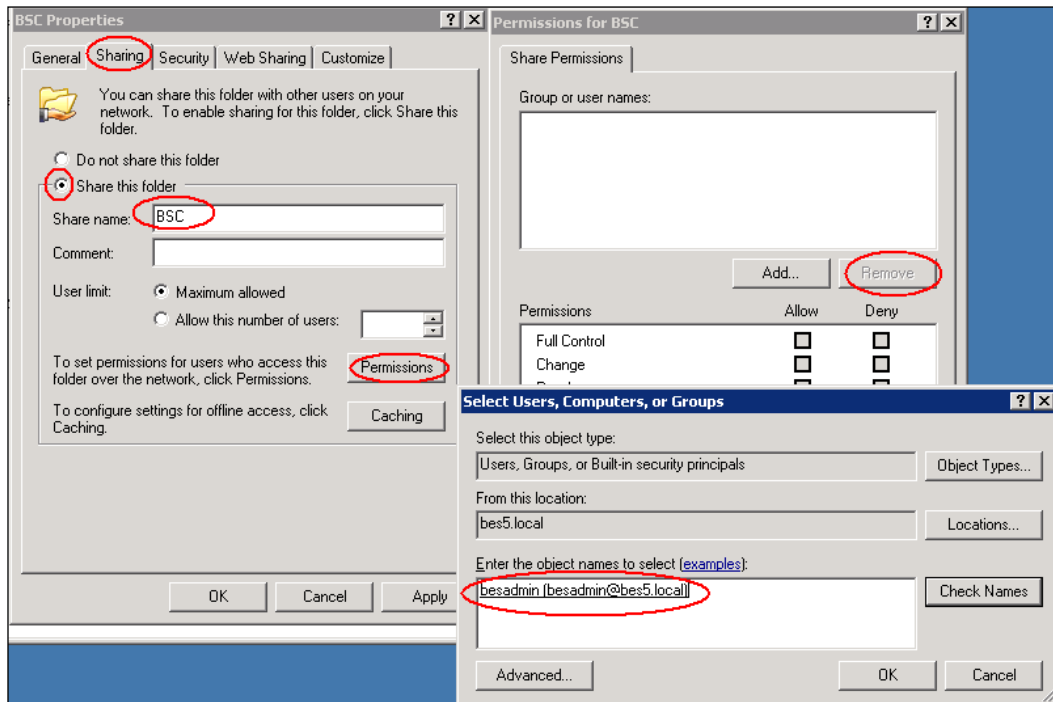 BSC Properties
General Sharing Security Web Sharing Customize
You can share this folder with other users on your
network. To enable sharing for this folder, click Share this
folder.
Do not share this folder
Share this folder
Share name: BSC
Comment:
User limit: Maximum allowed
Allow this number of users:
To set permissions for users who access this
folder over the network, click Permissions.
Permissions
To configure settings for offline access, click
Caching.
Caching
OK Cancel Apply
Permissions for BSC
Share Permissions
Group or user names:
Add... Remove
Permissions Allow Deny
Full Control
Change
Select Users, Computers, or Groups
Select this object type:
Users, Groups, or Built-in security principals
Object Types...
From this location:
bes5.local
Locations...
Enter the object names to select (examples):
besadmin (besadmin@bes5.local)
Check Names
Advanced... OK Cancel